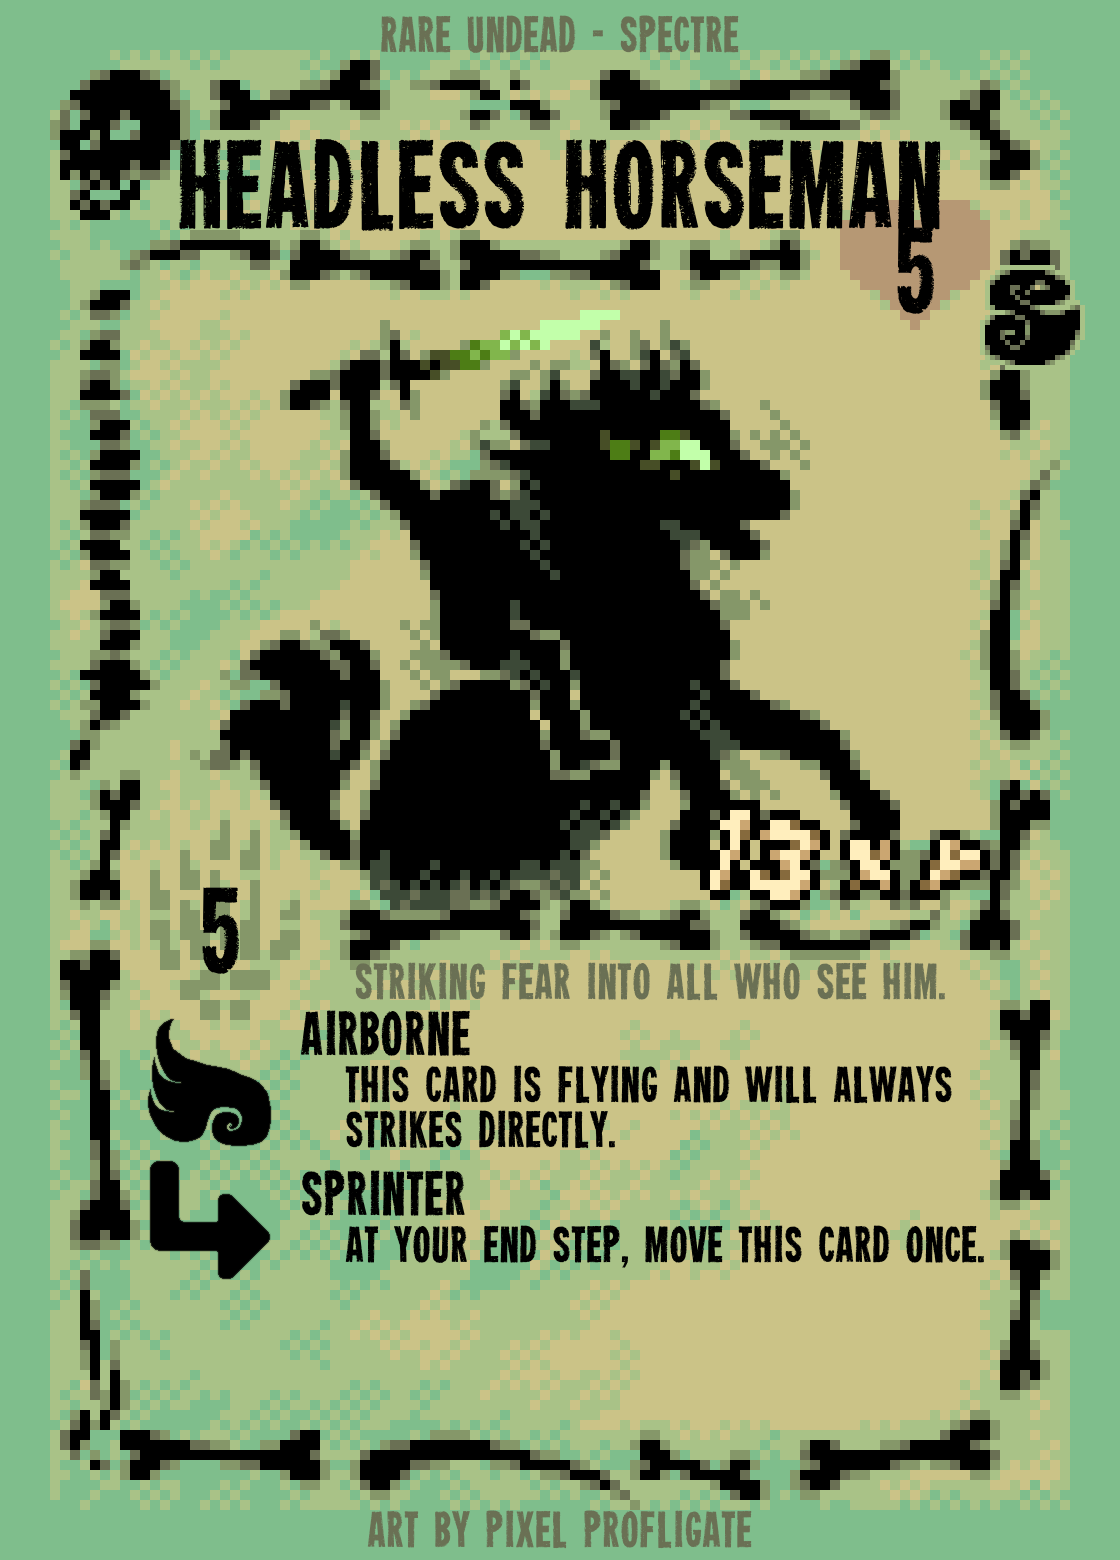 RARE UNDEAD - SPECTRE
HEADLESS HORSEMAN
5
13 X P
5
STRIKING FEAR INTO ALL WHO SEE HIM.
AIRBORNE
THIS CARD IS FLYING AND WILL ALWAYS
STRIKES DIRECTLY.
SPRINTER
AT YOUR END STEP, MOVE THIS CARD ONCE.
ART BY PIXEL PROFLIGATE